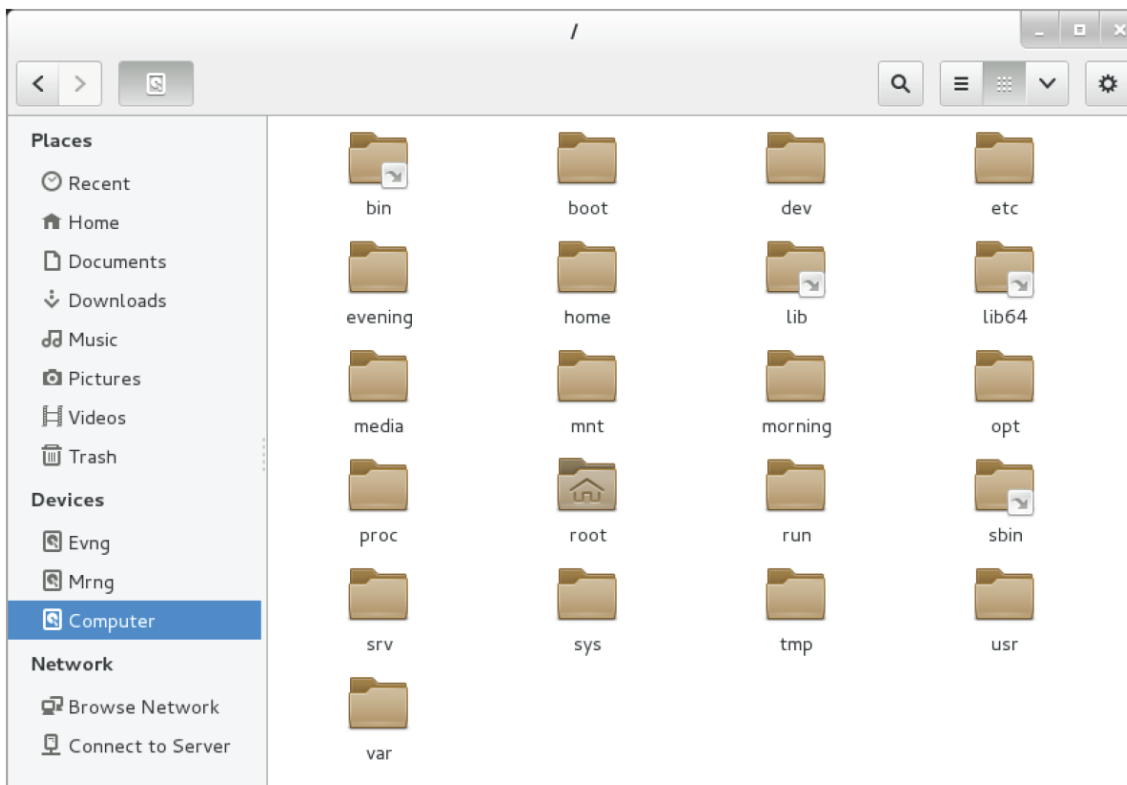 /
Places
Recent
Home
Documents
Downloads
Music
Pictures
Videos
Trash
Devices
Evng
Mrng
Computer
Network
Browse Network
Connect to Server
bin boot dev etc
evening home lib lib64
media mnt morning opt
proc root run sbin
srv sys tmp usr
var